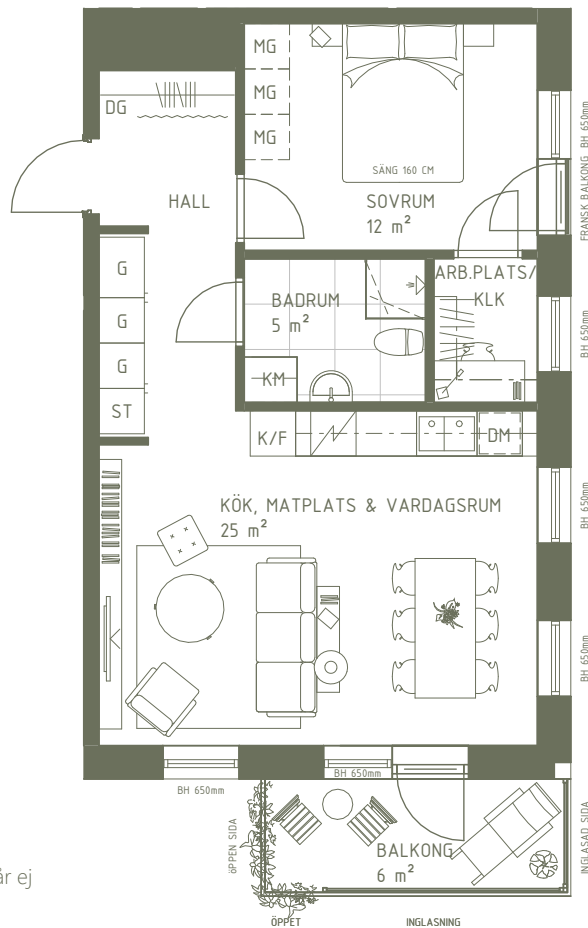 MG
DG
MG
MG
SÄNG 160 CM
HALL
SOVRUM
12 m²
FRANSK BALKONG BH 650mm
G
BADRUM
5 m²
ARB.PLATS/
KLK
BH 650mm
G
G
KM
ST
K/F
DM
KÖK, MATPLATS & VARDAGSRUM
25 m²
BH 650mm
BH 650mm
BH 650mm
BH 650mm
ÖPPEN SIDA
BALKONG
6 m²
INGLASAD SIDA
år ej
ÖPPET
INGLASNING